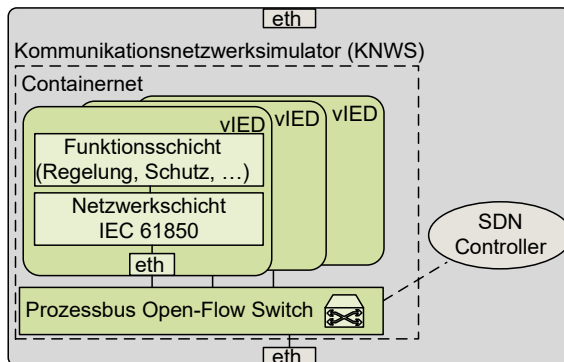 eth
Kommunikationsnetzwerksimulator (KNWS)
Containernet
vIED
vIED
vIED
Funktionsschicht
(Regelung, Schutz, …)
Netzwerkschicht
IEC 61850
eth
SDN
Controller
Prozessbus Open-Flow Switch
eth